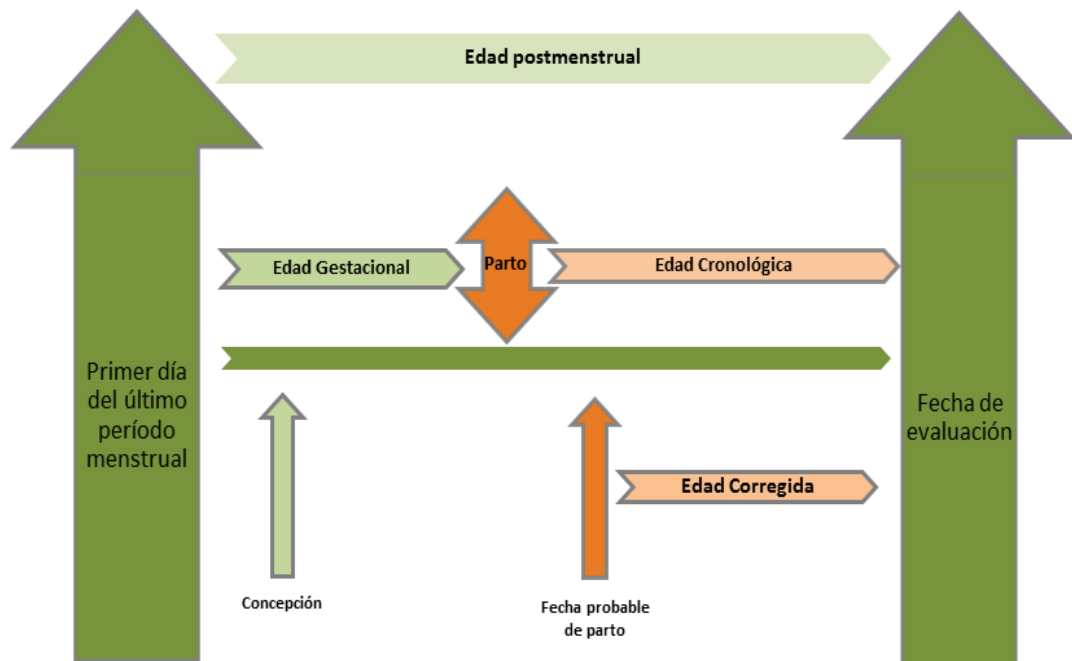 Edad postmenstrual
Edad Gestacional
Parto
Edad Cronológica
Primer día
del último
período
menstrual
Fecha de
evaluación
Edad Corregida
Concepción
Fecha probable
de parto